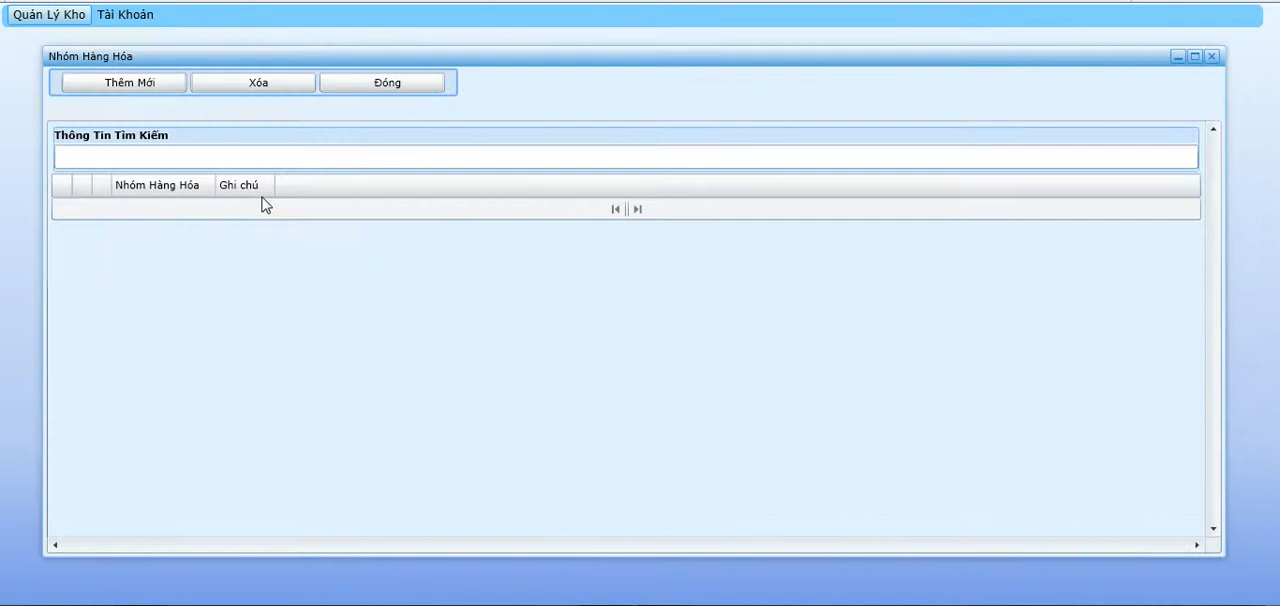 Quản Lý Kho Tài Khoản
Nhóm Hàng Hóa
Thêm Mới Xóa Đóng
Thông Tin Tìm Kiếm
Nhóm Hàng Hóa Ghi chú